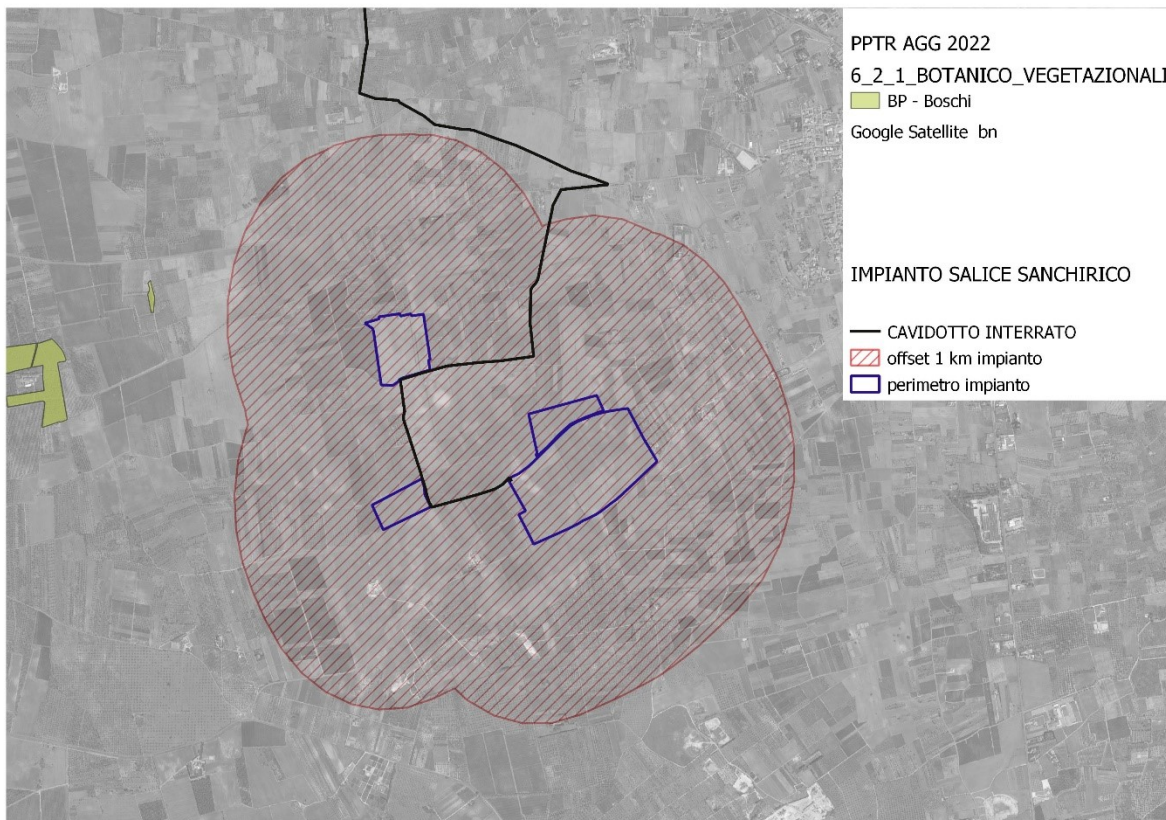 PPTR AGG 2022
6_2_1_BOTANICO_VEGETAZIONALI
BP - Boschi
Google Satellite bn
IMPIANTO SALICE SANCHIRICO
CAVIDOTTO INTERRATO
offset 1 km impianto
perimetro impianto